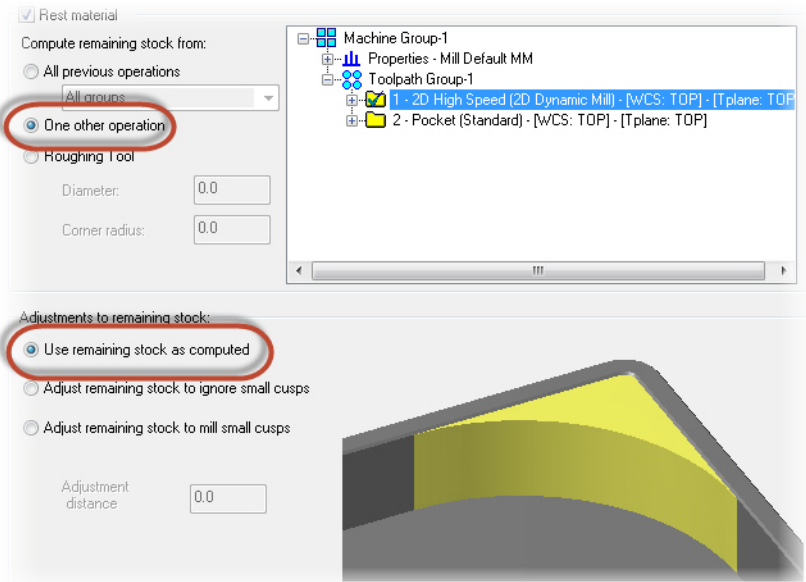 Rest material
Compute remaining stock from:
All previous operations
All groups
One other operation
Roughing Tool
Diameter:
0.0
Corner radius:
0.0
Machine Group-1
Properties - Mill Default MM
Toolpath Group-1
1 - 2D High Speed (2D Dynamic Mill) - [WCS: TOP] - [Tplane: TOP
2 - Pocket (Standard) - [WCS: TOP] - [Tplane: TOP]
Adjustments to remaining stock:
Use remaining stock as computed
Adjust remaining stock to ignore small cusps
Adjust remaining stock to mill small cusps
Adjustment
distance
0.0